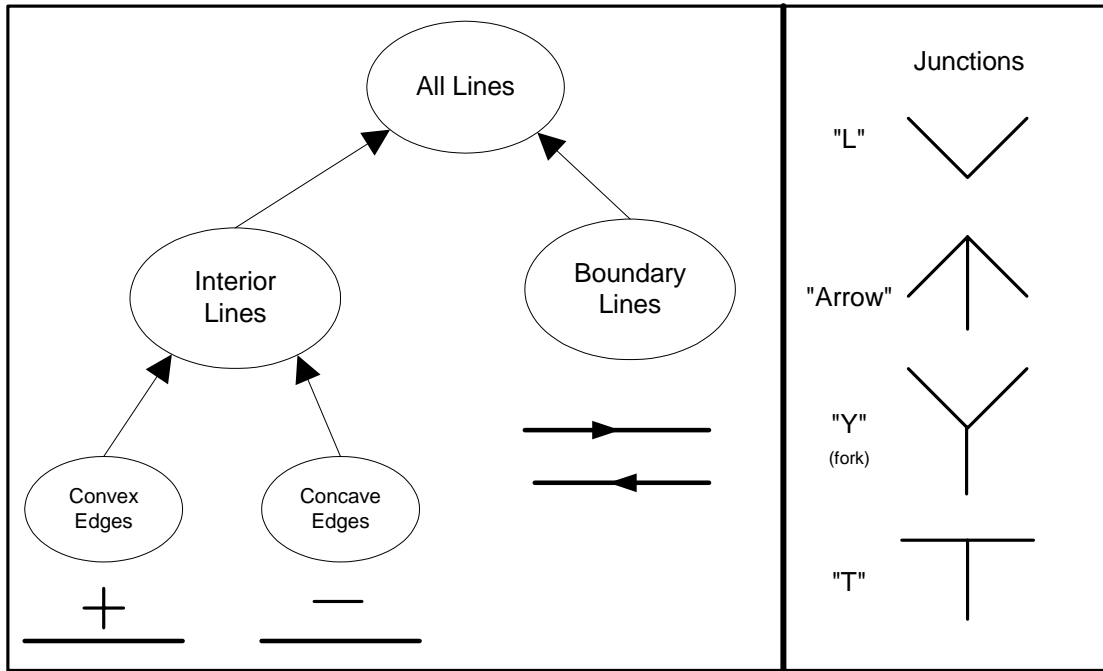 All Lines
Interior
Lines
Boundary
Lines
Convex
Edges
Concave
Edges
+
—
Junctions
"L"
"Arrow"
"Y"
(fork)
"T"